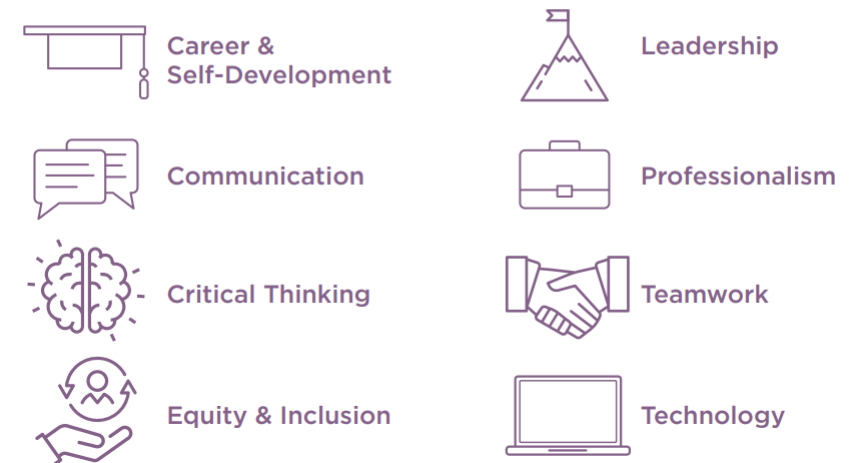 Career &
Self-Development
Communication
Critical Thinking
Equity & Inclusion
Leadership
Professionalism
Teamwork
Technology